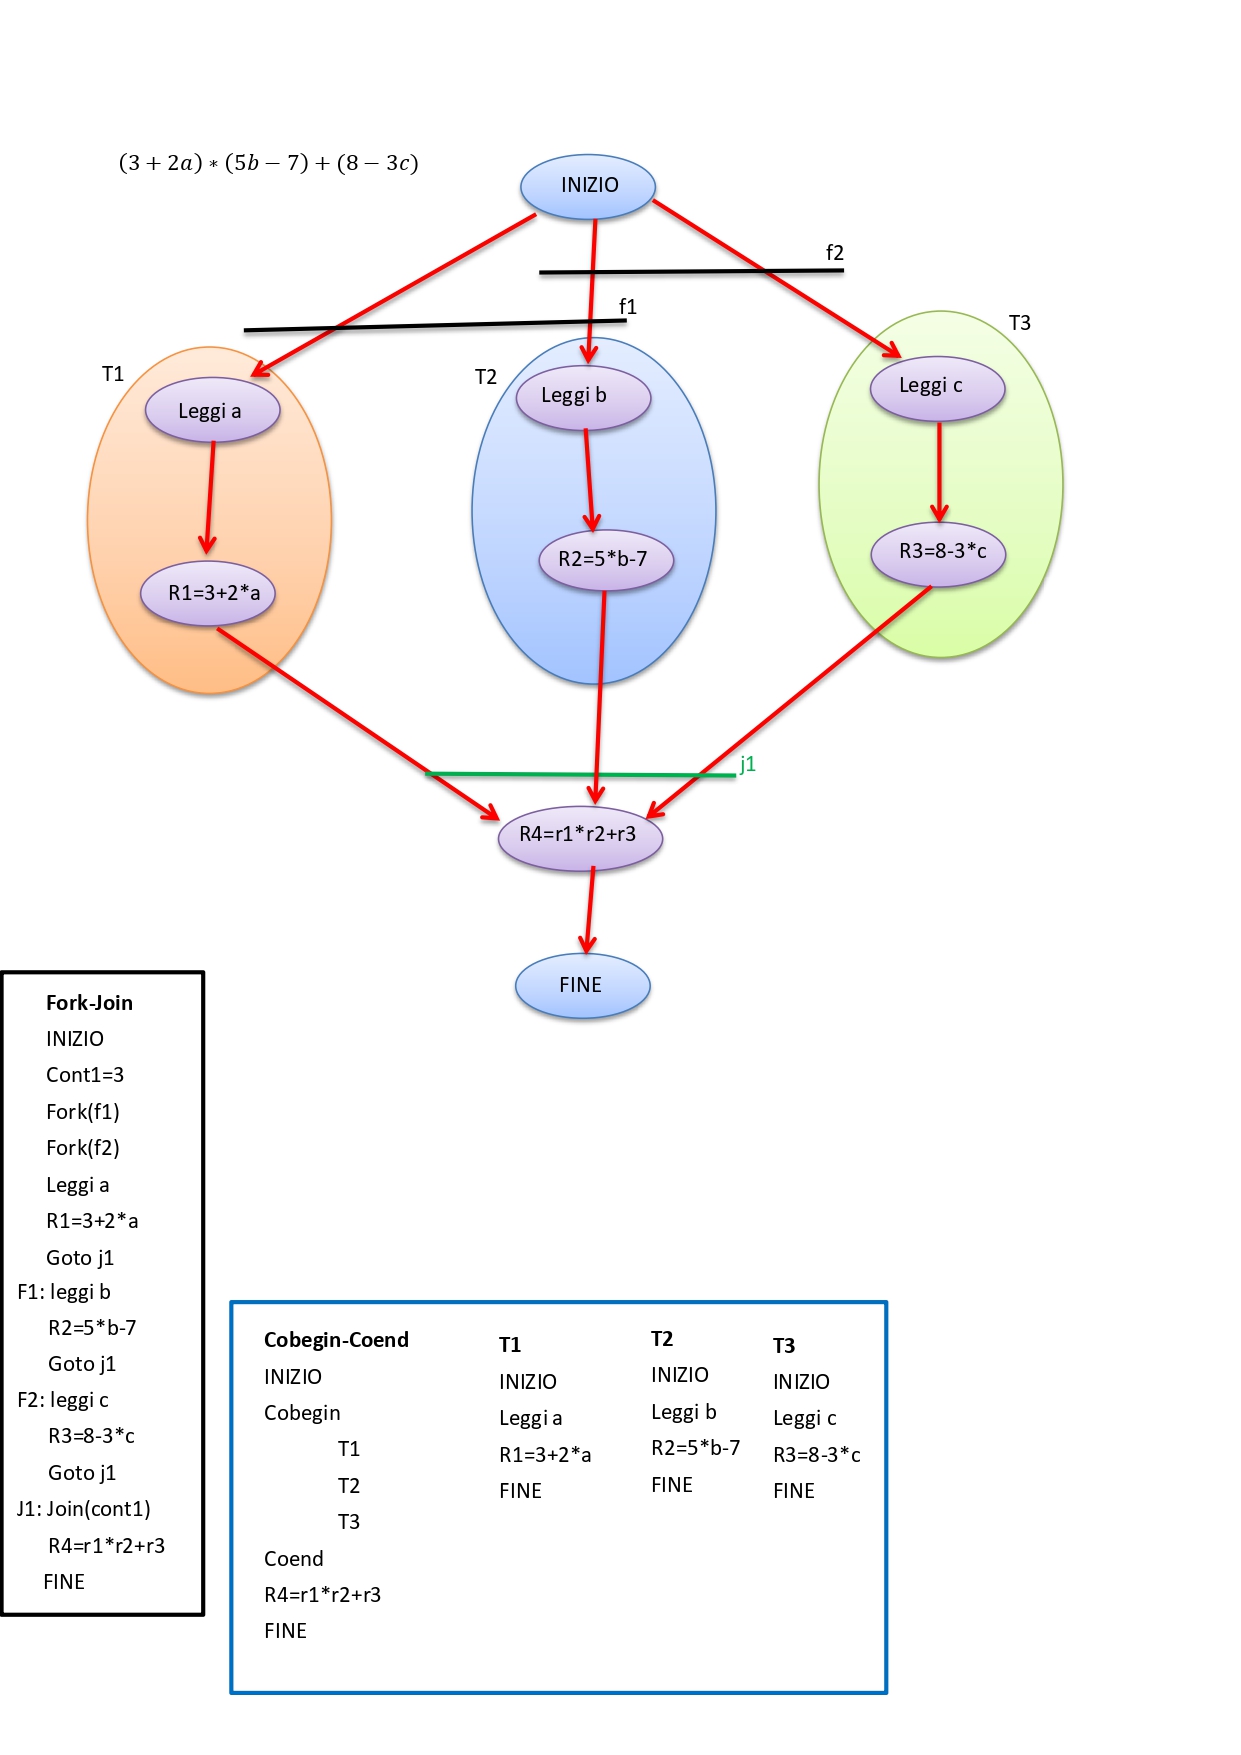 (3 + 2a) ∗ (5b − 7) + (8 − 3c)
INIZIO
f2
f1
T1
T2
T3
Leggi a
Leggi b
Leggi c
R1=3+2*a
R2=5*b-7
R3=8-3*c
j1
R4=r1*r2+r3
FINE
Fork-Join
INIZIO
Cont1=3
Fork(f1)
Fork(f2)
Leggi a
R1=3+2*a
Goto j1
F1: leggi b
R2=5*b-7
Goto j1
F2: leggi c
R3=8-3*c
Goto j1
J1: Join(cont1)
R4=r1*r2+r3
FINE
Cobegin-Coend
INIZIO
Cobegin
T1
T2
T3
Coend
R4=r1*r2+r3
FINE
T1
INIZIO
Leggi a
R1=3+2*a
FINE
T2
INIZIO
Leggi b
R2=5*b-7
FINE
T3
INIZIO
Leggi c
R3=8-3*c
FINE